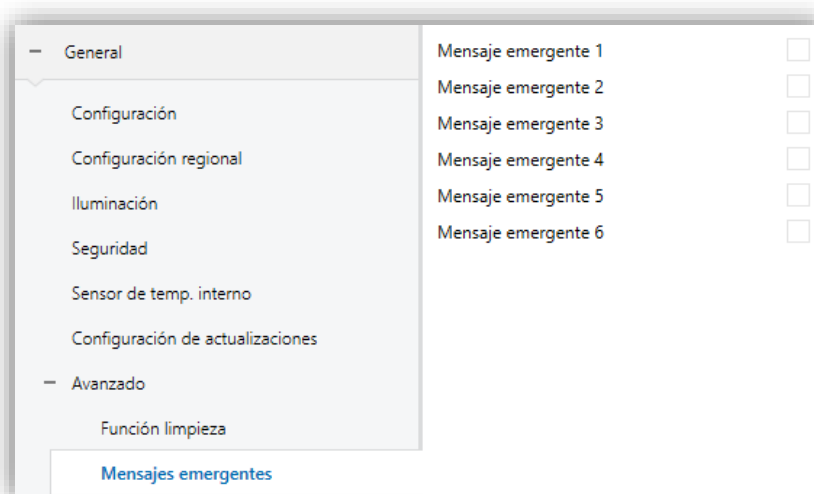 General
Configuración
Configuración regional
Iluminación
Seguridad
Sensor de temp. interno
Configuración de actualizaciones
Avanzado
Función limpieza
Mensajes emergentes
Mensaje emergente 1
Mensaje emergente 2
Mensaje emergente 3
Mensaje emergente 4
Mensaje emergente 5
Mensaje emergente 6